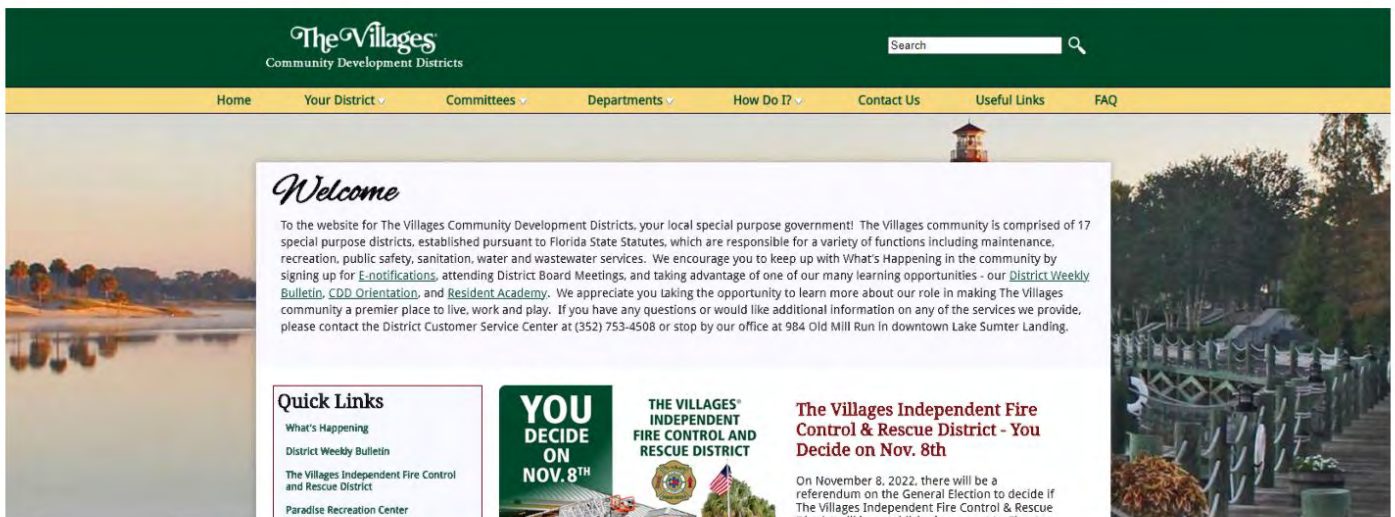 The Villages
Community Development Districts
Search
Home Your District Committees Departments How Do I? Contact Us Useful Links FAQ
Welcome
To the website for The Villages Community Development Districts, your local special purpose government! The Villages community is comprised of 17
special purpose districts, established pursuant to Florida State Statutes, which are responsible for a variety of functions including maintenance,
recreation, public safety, sanitation, water and wastewater services. We encourage you to keep up with What's Happening in the community by
signing up for E-notifications, attending District Board Meetings, and taking advantage of one of our many learning opportunities - our District Weekly
Bulletin, CDD Orientation, and Resident Academy. We appreciate you taking the opportunity to learn more about our role in making The Villages
community a premier place to live, work and play. If you have any questions or would like additional information on any of the services we provide,
please contact the District Customer Service Center at (352) 753-4508 or stop by our office at 984 Old Mill Run in downtown Lake Sumter Landing.
Quick Links
What's Happening
District Weekly Bulletin
The Villages Independent Fire Control
and Rescue District
Paradise Recreation Center
YOU
DECIDE
ON
NOV. 8TH
THE VILLAGES®
INDEPENDENT
FIRE CONTROL AND
RESCUE DISTRICT
The Villages Independent Fire
Control & Rescue District - You
Decide on Nov. 8th
On November 8, 2022, there will be a
referendum on the General Election to decide if
The Villages Independent Fire Control & Rescue